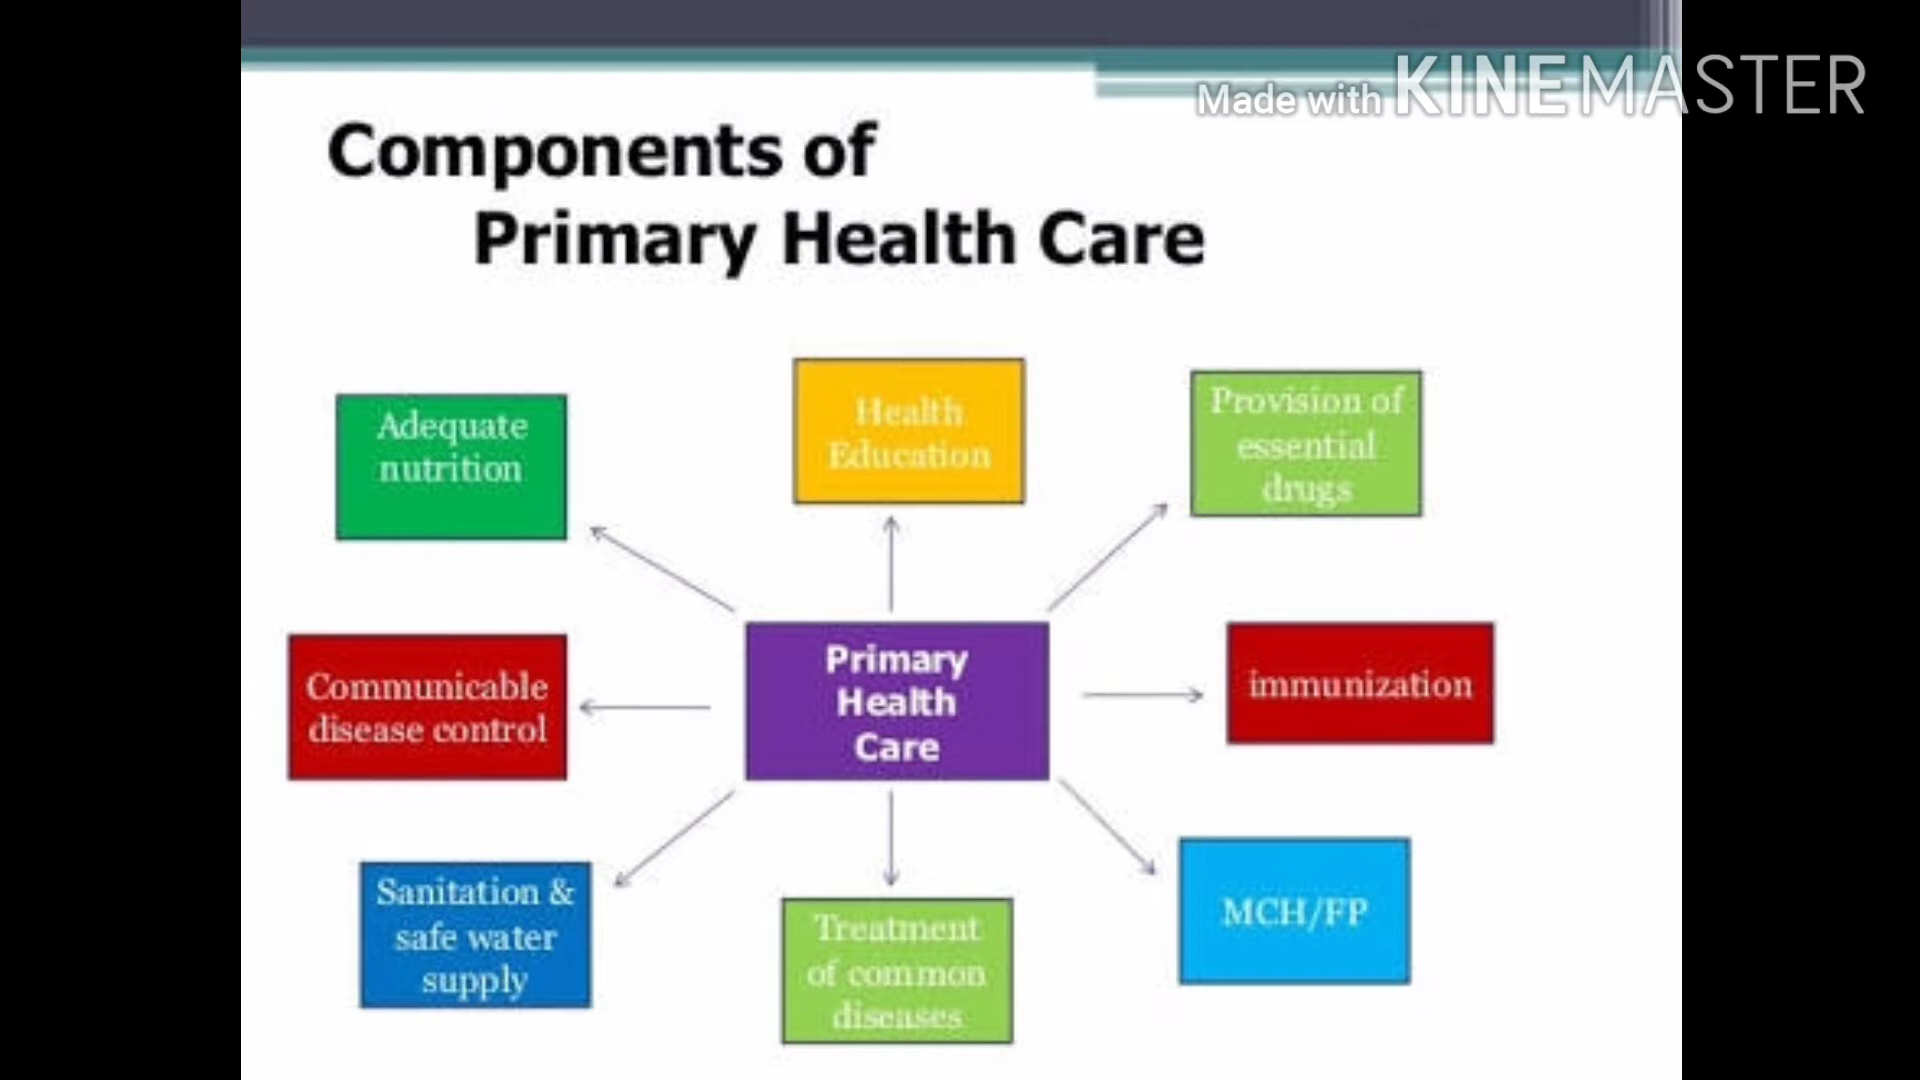 Made with KINEMASTER
Components of
Primary Health Care
Adequate
nutrition
Health
Education
Provision of
essential
drugs
Communicable
disease control
Primary
Health
Care
immunization
Sanitation &
safe water
supply
Treatment
of common
diseases
MCH/FP